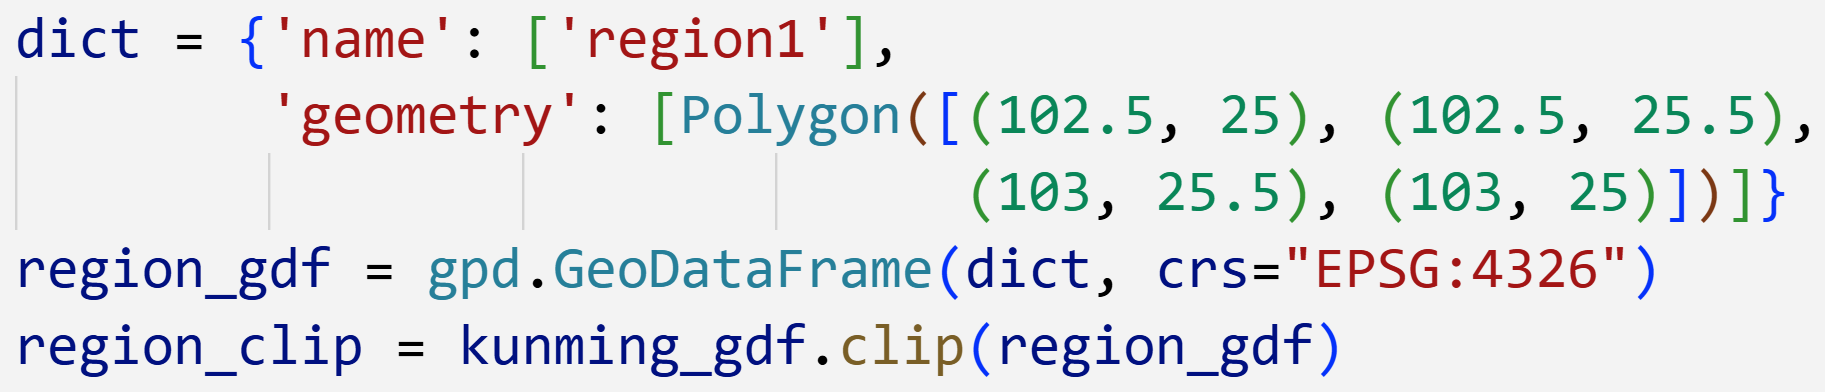 dict = {'name': ['region1'],
'geometry': [Polygon([(102.5, 25), (102.5, 25.5),
(103, 25.5), (103, 25)])]}
region_gdf = gpd.GeoDataFrame(dict, crs="EPSG:4326")
region_clip = kunming_gdf.clip(region_gdf)